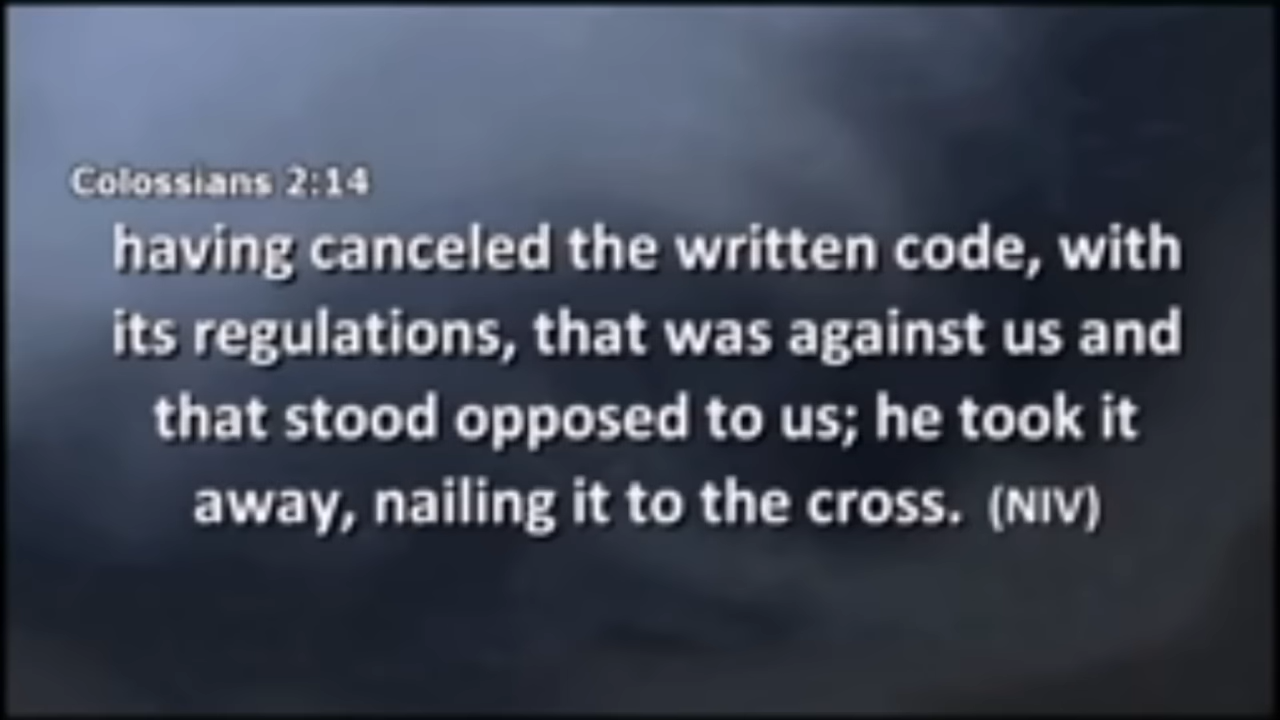 Colossians 2:14
having canceled the written code, with
its regulations, that was against us and
that stood opposed to us; he took it
away, nailing it to the cross. (NIV)